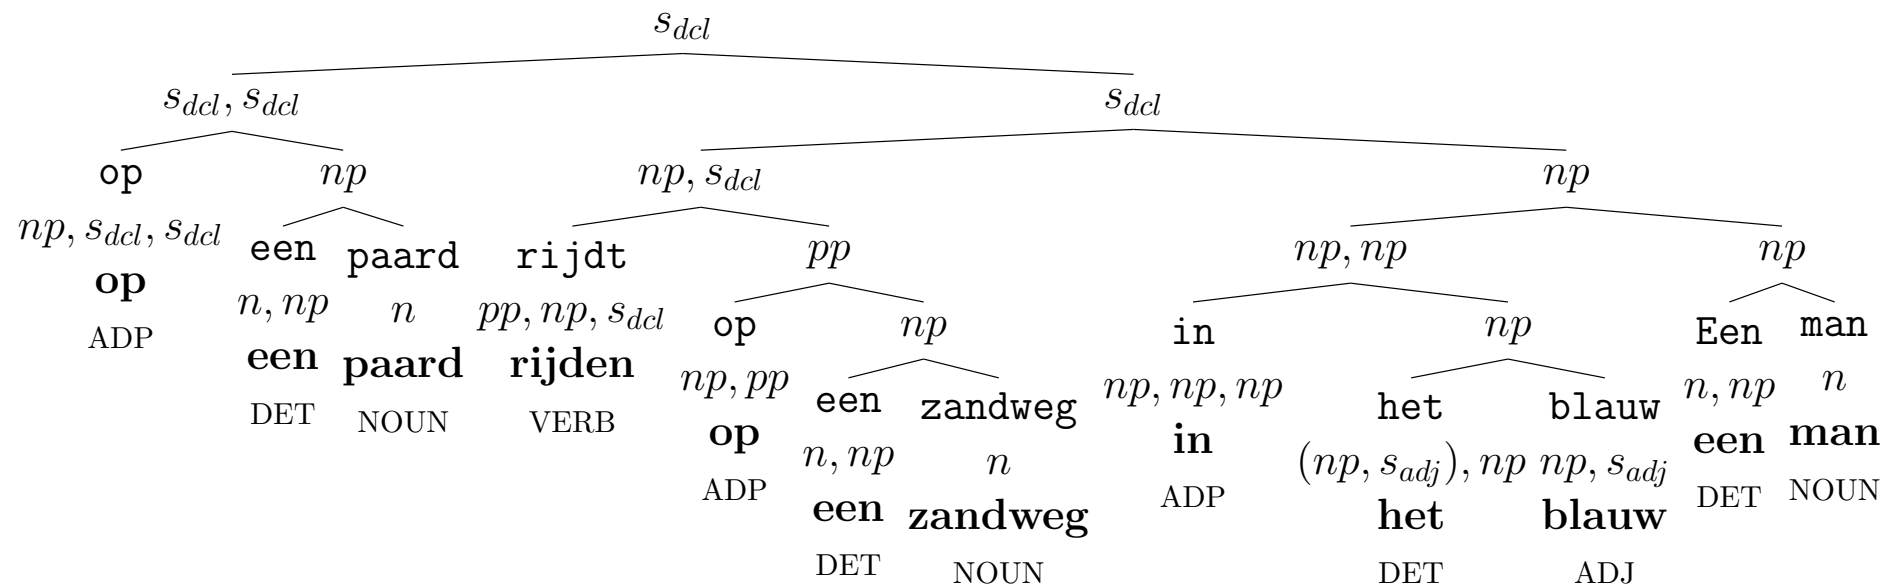 s_dcl
s_dcl, s_dcl s_dcl
op np np, s_dcl np
np, s_dcl, s_dcl een paard rijdt pp np, np np
op n, np n pp, np, s_dcl op np in np Een man
ADP een paard rijden np, pp een zandweg np, np, np het blauw n, np n
DET NOUN VERB op n, np n in (np, s_adj), np np, s_adj een man
ADP een zandweg ADP het blauw DET NOUN
DET NOUN DET ADJ